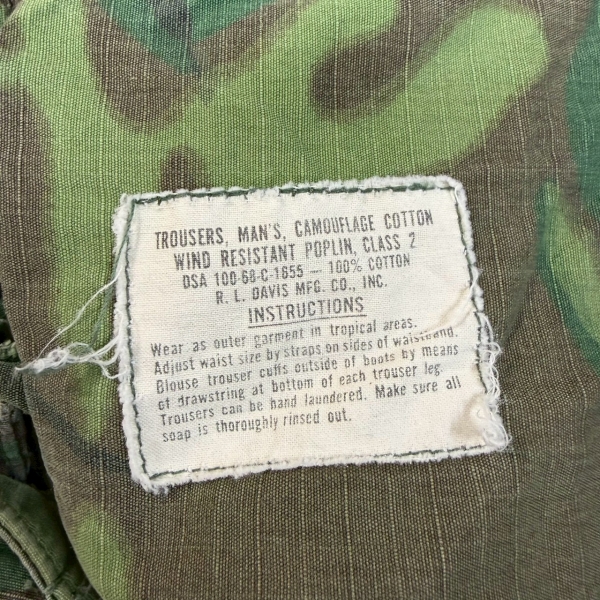 TROUSERS, MAN'S, CAMOUFLAGE COTTON
WIND RESISTANT POPLIN, CLASS 2
DSA 100-68-C-1655 — 100% COTTON
R. L. DAVIS MFG. CO., INC.
INSTRUCTIONS
Wear as outer garment in tropical areas.
Adjust waist size by straps on sides of waistband.
Blouse trouser cuffs outside of boots by means
of drawstring at bottom of each trouser leg.
Trousers can be hand laundered. Make sure all
soap is thoroughly rinsed out.